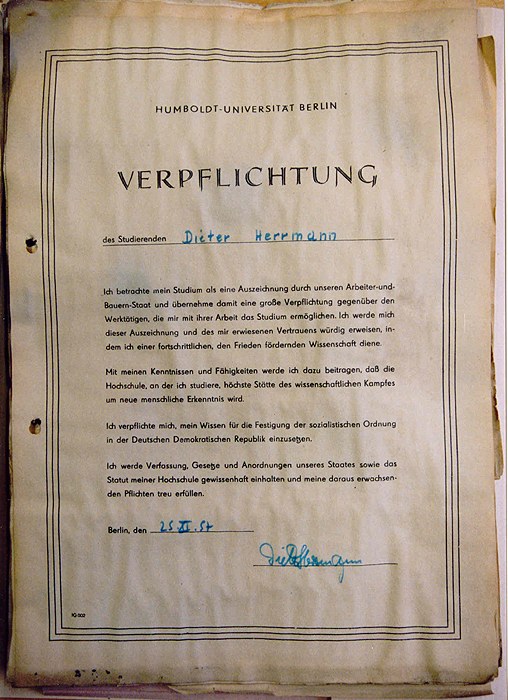 HUMBOLDT-UNIVERSITÄT BERLIN
VERPFLICHTUNG
des Studierenden Dieter Herrmann
Ich betrachte mein Studium als eine Auszeichnung durch unseren Arbeiter-und-
Bauern-Staat und übernehme damit eine große Verpflichtung gegenüber den
Werktätigen, die mir mit ihrer Arbeit das Studium ermöglichen. Ich werde mich
dieser Auszeichnung und des mir erwiesenen Vertrauens würdig erweisen, in-
dem ich einer fortschrittlichen, den Frieden fördernden Wissenschaft diene.
Mit meinen Kenntnissen und Fähigkeiten werde ich dazu beitragen, daß die
Hochschule, an der ich studiere, höchste Stätte des wissenschaftlichen Kampfes
um neue menschliche Erkenntnis wird.
Ich verpflichte mich, mein Wissen für die Festigung der sozialistischen Ordnung
in der Deutschen Demokratischen Republik einzusetzen.
Ich werde Verfassung, Gesetze und Anordnungen unseres Staates sowie das
Statut meiner Hochschule gewissenhaft einhalten und meine daraus erwachsen-
den Pflichten treu erfüllen.
Berlin, den 25 XI. 57